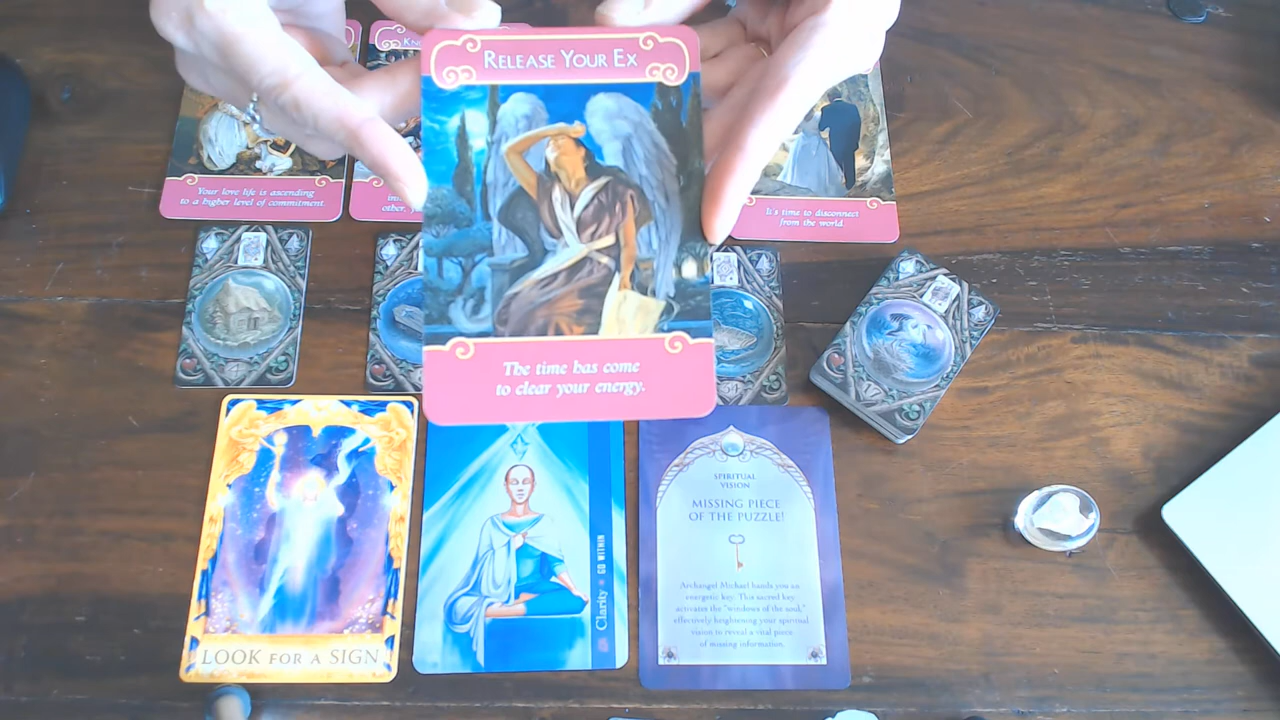 RELEASE YOUR EX
The time has come
to clear your energy.
Your love life is ascending
to a higher level of commitment.
It's time to disconnect
from the world.
LOOK FOR A SIGN
Clarity
GO WITHIN
SPIRITUAL
VISION
MISSING PIECE
OF THE PUZZLE!
Archangel Michael hands you an
energetic key. This sacred key
activates the "windows of the soul,"
effectively heightening your spiritual
vision to reveal a vital piece
of missing information.